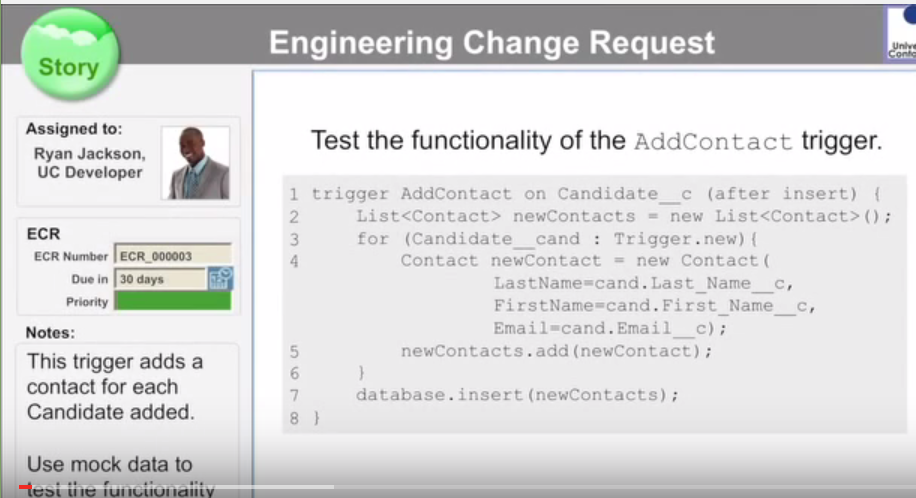 Story
Engineering Change Request
Assigned to:
Ryan Jackson,
UC Developer
ECR
ECR Number ECR_000003
Due in 30 days
Priority
Notes:
This trigger adds a
contact for each
Candidate added.
Use mock data to
test the functionality
Test the functionality of the AddContact trigger.
1 trigger AddContact on Candidate__c (after insert) {
2 List<Contact> newContacts = new List<Contact>();
3 for (Candidate__cand : Trigger.new){
4 Contact newContact = new Contact(
LastName=cand.Last_Name__c,
FirstName=cand.First_Name__c,
Email=cand.Email__c);
5 newContacts.add(newContact);
6 }
7 database.insert(newContacts);
8 }